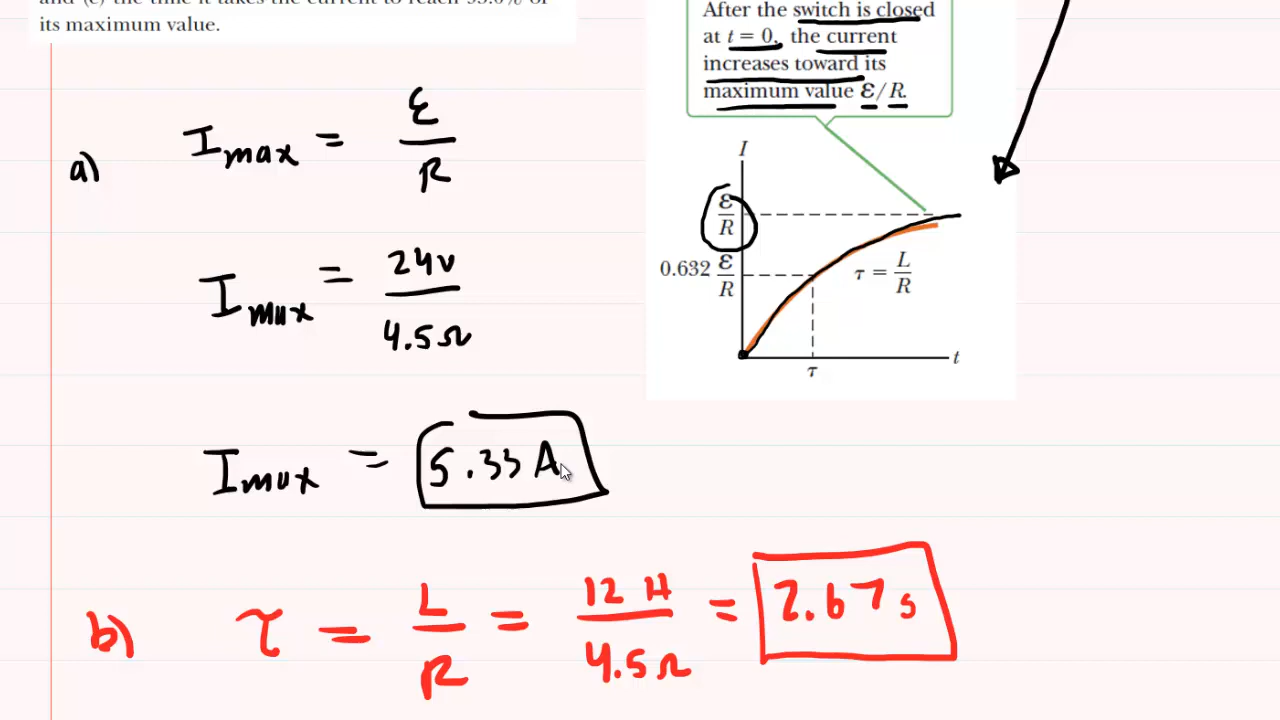 its maximum value.
After the switch is closed
at t = 0, the current
increases toward its
maximum value ℰ/R.
a) Imax = ℰ/R
I
ℰ/R
0.632 ℰ/R
τ = L/R
t
τ
Imax = 24v/4.5Ω
Imax = 5.33 A
b) τ = L/R = 12 H/4.5Ω = 2.67 s